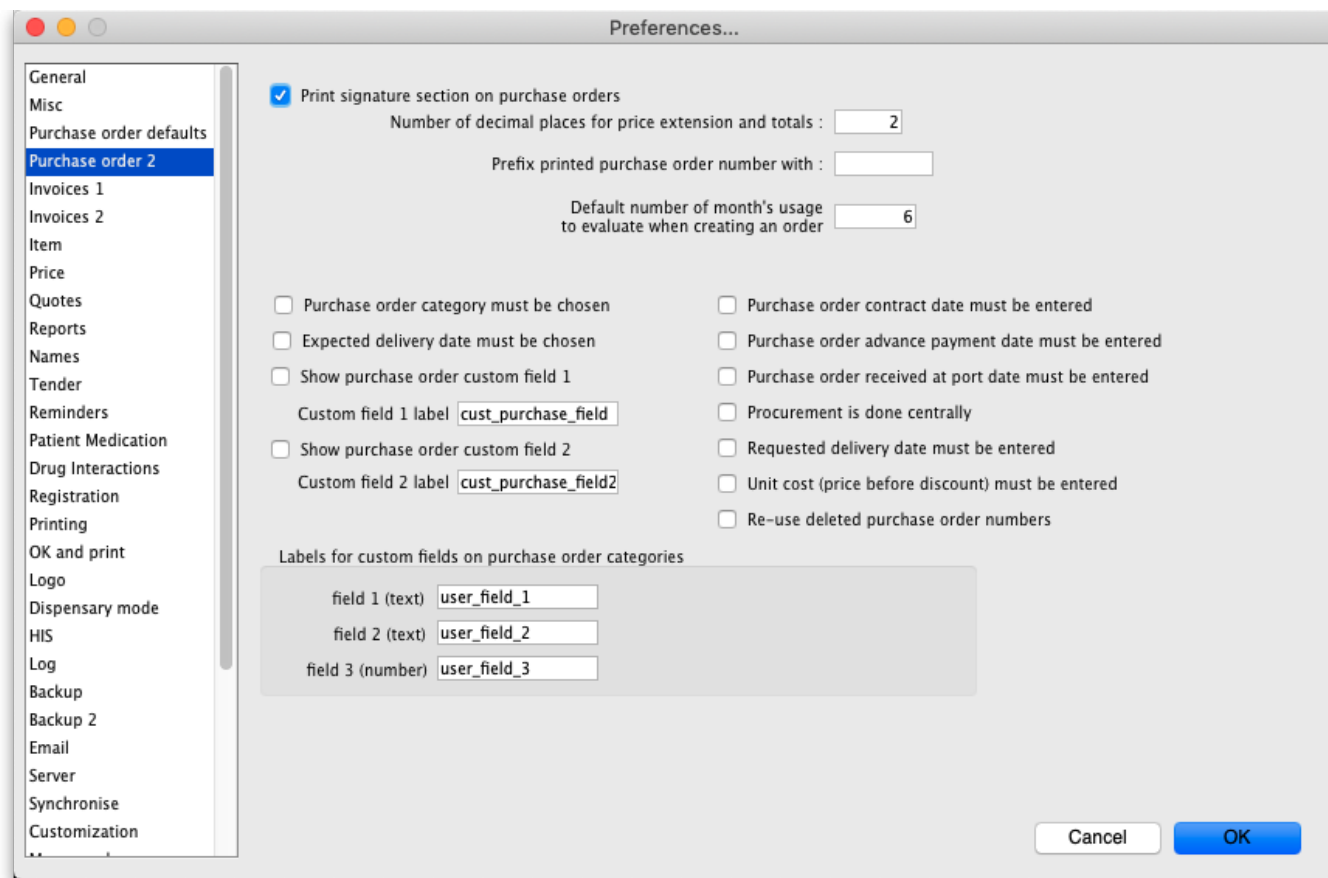 Preferences...
General
Misc
Purchase order defaults
Purchase order 2
Invoices 1
Invoices 2
Item
Price
Quotes
Reports
Names
Tender
Reminders
Patient Medication
Drug Interactions
Registration
Printing
OK and print
Logo
Dispensary mode
HIS
Log
Backup
Backup 2
Email
Server
Synchronise
Customization
Print signature section on purchase orders
Number of decimal places for price extension and totals : 2
Prefix printed purchase order number with :
Default number of month's usage
to evaluate when creating an order 6
Purchase order category must be chosen
Expected delivery date must be chosen
Show purchase order custom field 1
Custom field 1 label cust_purchase_field
Show purchase order custom field 2
Custom field 2 label cust_purchase_field2
Purchase order contract date must be entered
Purchase order advance payment date must be entered
Purchase order received at port date must be entered
Procurement is done centrally
Requested delivery date must be entered
Unit cost (price before discount) must be entered
Re-use deleted purchase order numbers
Labels for custom fields on purchase order categories
field 1 (text) user_field_1
field 2 (text) user_field_2
field 3 (number) user_field_3
Cancel OK